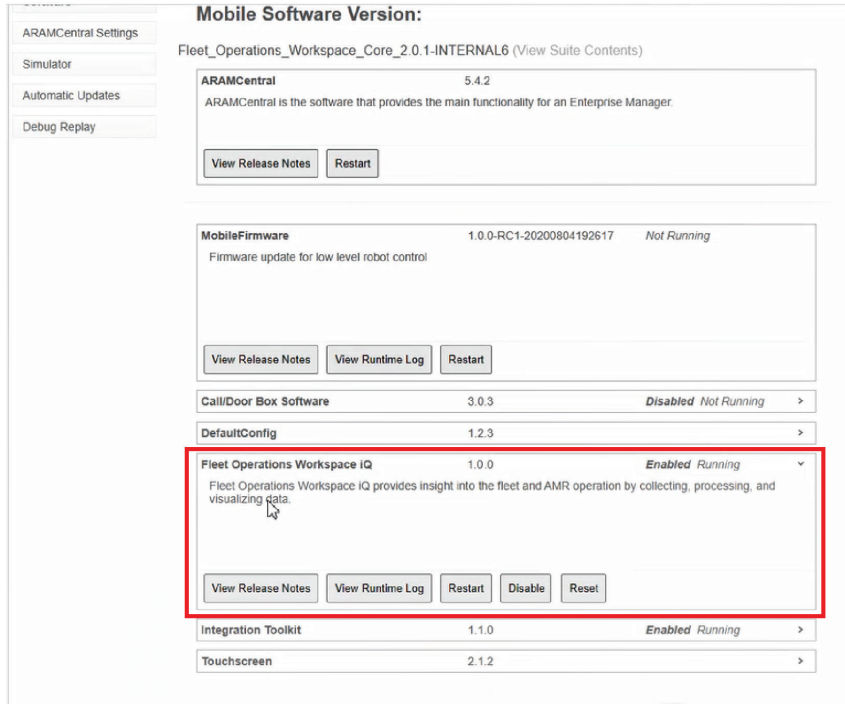 Mobile Software Version:
ARAMCentral Settings
Simulator
Automatic Updates
Debug Replay
Fleet_Operations_Workspace_Core_2.0.1-INTERNAL6 (View Suite Contents)
ARAMCentral 5.4.2
ARAMCentral is the software that provides the main functionality for an Enterprise Manager.
View Release Notes Restart
MobileFirmware 1.0.0-RC1-20200804192617 Not Running
Firmware update for low level robot control
View Release Notes View Runtime Log Restart
Call/Door Box Software 3.0.3 Disabled Not Running
DefaultConfig 1.2.3
Fleet Operations Workspace iQ 1.0.0 Enabled Running
Fleet Operations Workspace iQ provides insight into the fleet and AMR operation by collecting, processing, and
visualizing data.
View Release Notes View Runtime Log Restart Disable Reset
Integration Toolkit 1.1.0 Enabled Running
Touchscreen 2.1.2